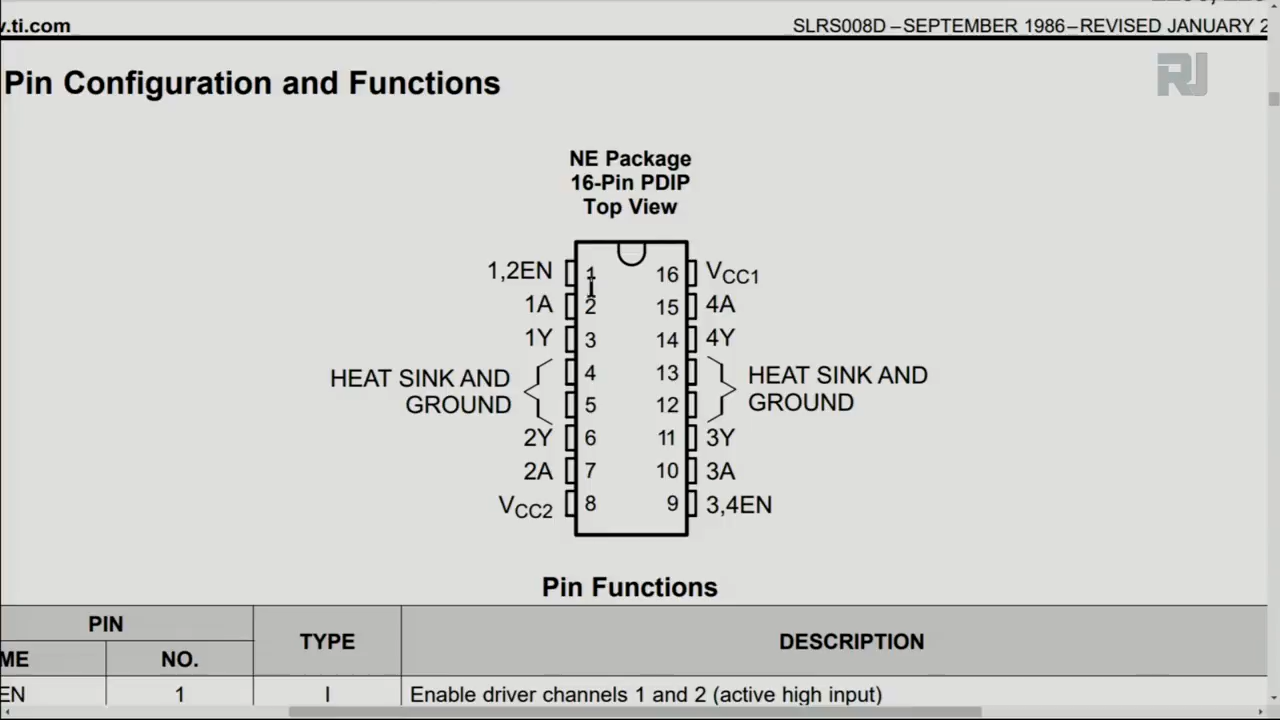 v.ti.com
SLRS008D –SEPTEMBER 1986–REVISED JANUARY 2
RJ
Pin Configuration and Functions
NE Package
16-Pin PDIP
Top View
1,2EN 1 16 VCC1
1A 2 15 4A
1Y 3 14 4Y
HEAT SINK AND 4 13 HEAT SINK AND
GROUND 5 12 GROUND
2Y 6 11 3Y
2A 7 10 3A
VCC2 8 9 3,4EN
Pin Functions
PIN TYPE DESCRIPTION
ME NO.
EN 1 I Enable driver channels 1 and 2 (active high input)